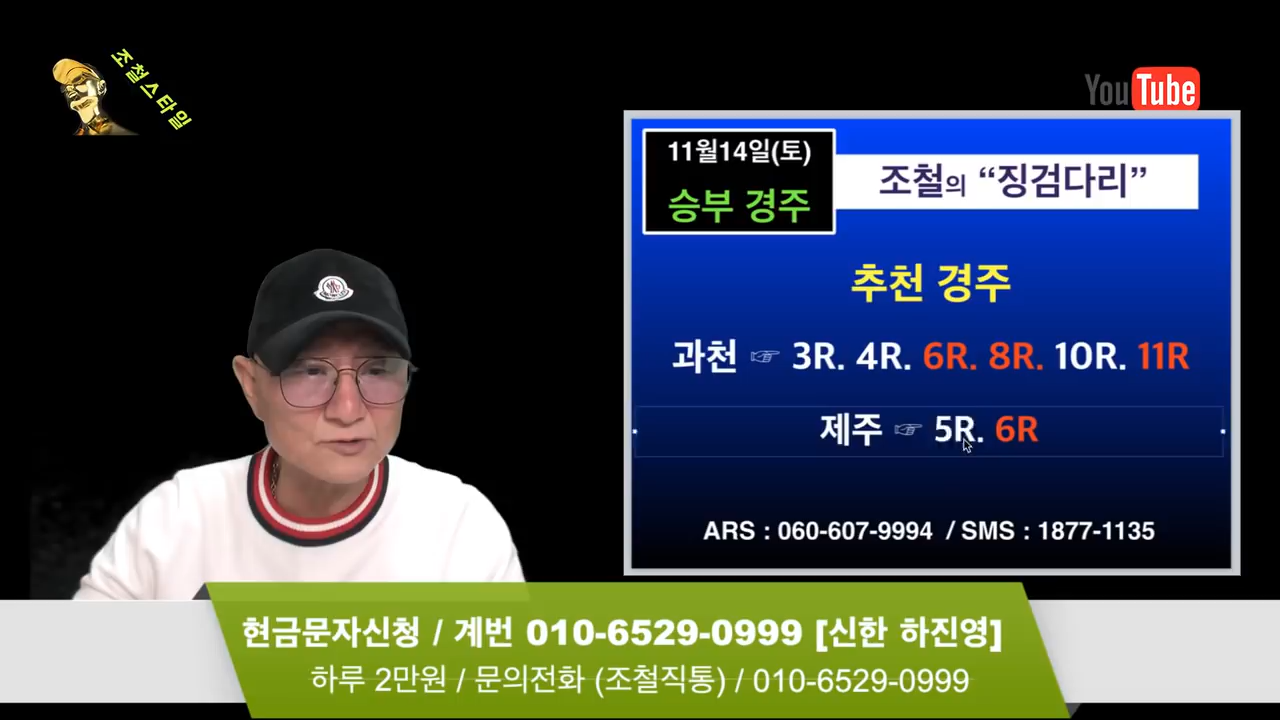 조철스타일
YouTube
11월14일(토)
승부 경주
조철의 “징검다리”
추천 경주
과천 ☞ 3R. 4R. 6R. 8R. 10R. 11R
제주 ☞ 5R. 6R
ARS : 060-607-9994 / SMS : 1877-1135
현금문자신청 / 계번 010-6529-0999 [신한 하진영]
하루 2만원 / 문의전화 (조철직통) / 010-6529-0999